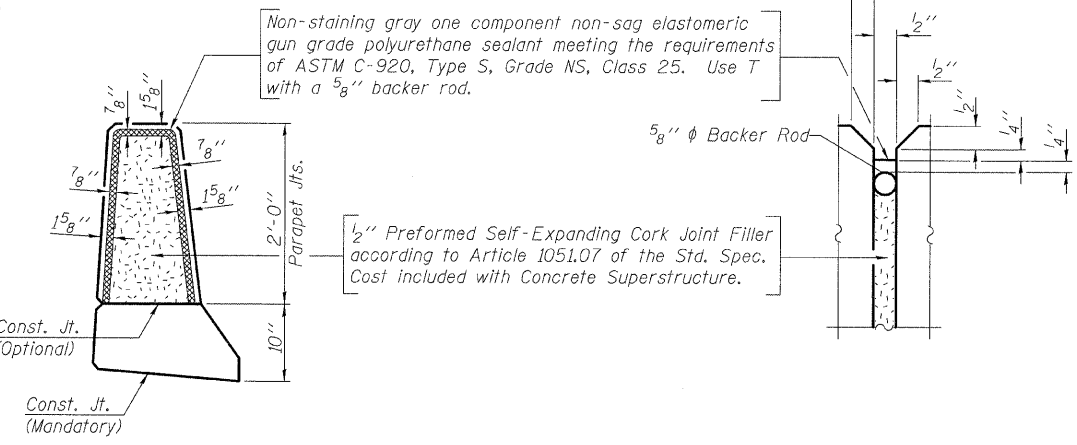 Non-staining gray one component non-sag elastomeric
gun grade polyurethane sealant meeting the requirements
of ASTM C-920, Type S, Grade NS, Class 25. Use T
with a 5/8" backer rod.
1/2"
1/2"
1/2"
1/4"
1/4"
5/8" ϕ Backer Rod
7/8"
1 5/8"
7/8"
7/8"
1 5/8"
1 5/8"
2'-0"
Parapet Jts.
1/2" Preformed Self-Expanding Cork Joint Filler
according to Article 1051.07 of the Std. Spec.
Cost included with Concrete Superstructure.
10"
Const. Jt.
(Optional)
Const. Jt.
(Mandatory)